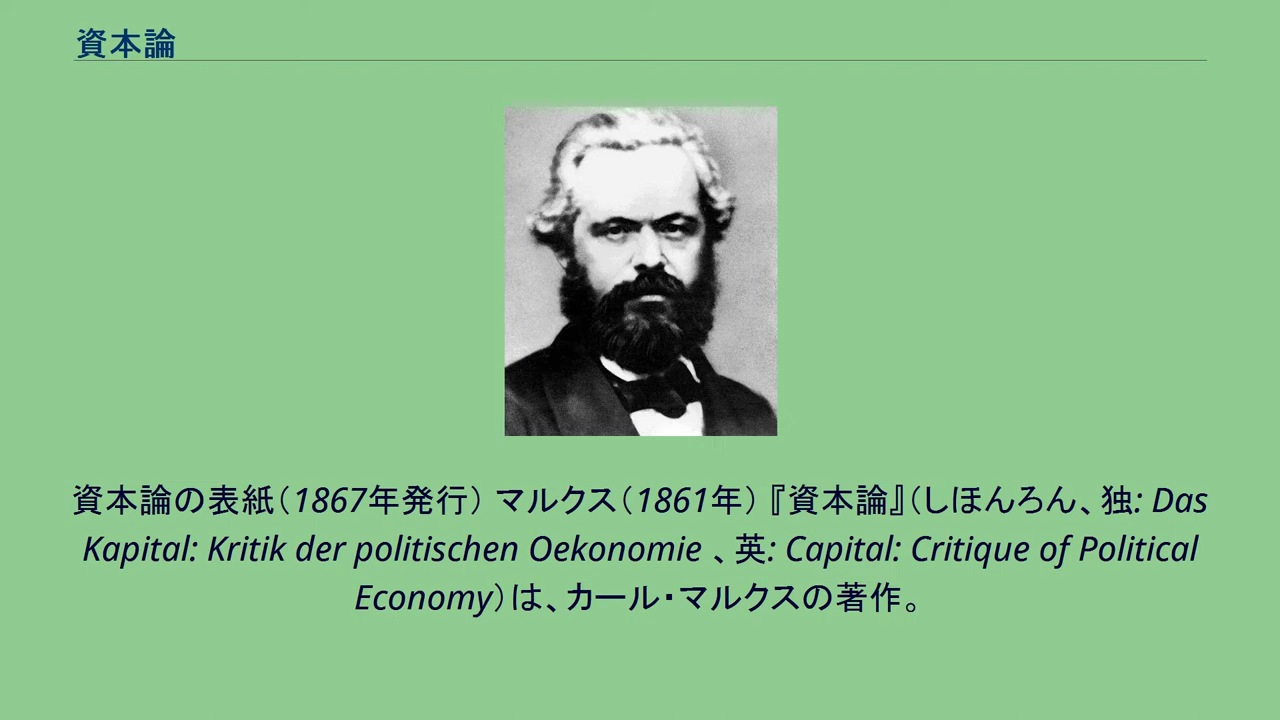 資本論
資本論の表紙（1867年発行） マルクス（1861年） 『資本論』（しほんろん、独: Das
Kapital: Kritik der politischen Oekonomie 、英: Capital: Critique of Political
Economy）は、カール・マルクスの著作。